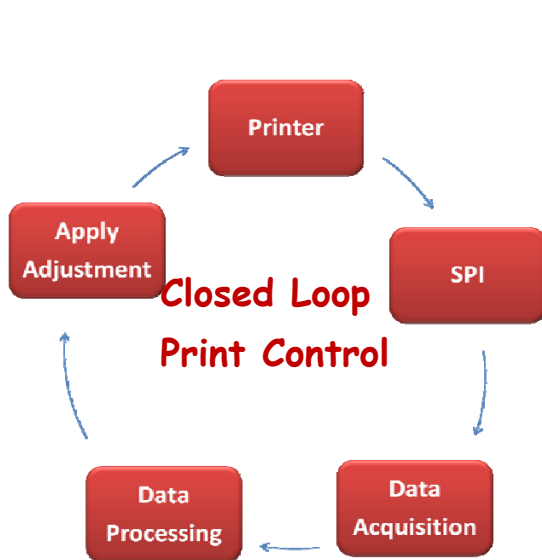 Printer
Apply
Adjustment
SPI
Closed Loop
Print Control
Data
Processing
Data
Acquisition